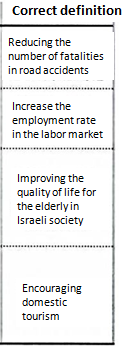 Correct definition
Reducing the
number of fatalities
in road accidents
Increase the
employment rate
in the labor market
Improving the
quality of life for
the elderly in
Israeli society
Encouraging
domestic
tourism